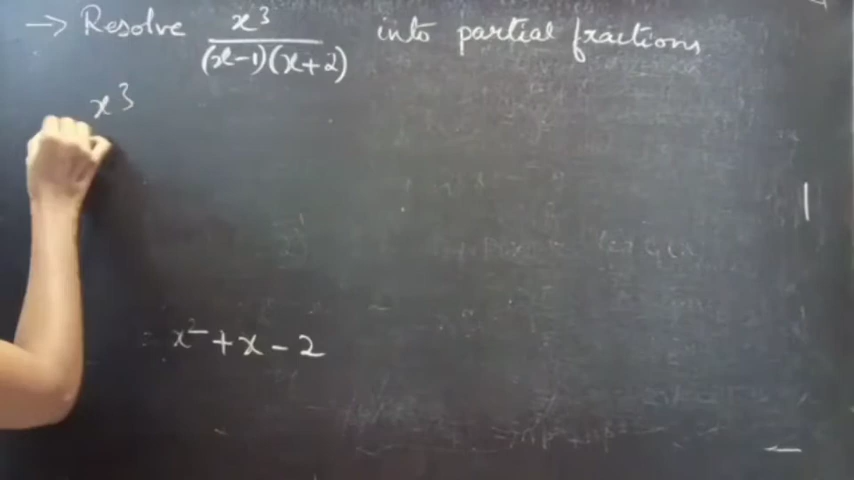 → Resolve x³/((x-1)(x+2)) into partial fractions
x³
x² + x - 2